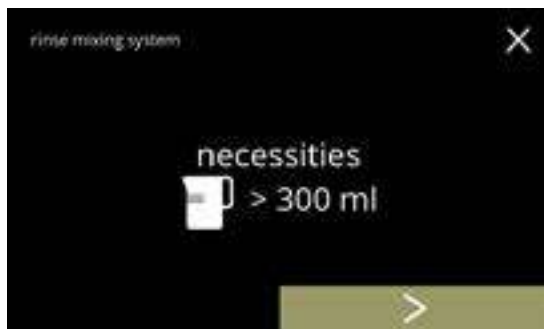 rinse mixing system
necessities
> 300 ml